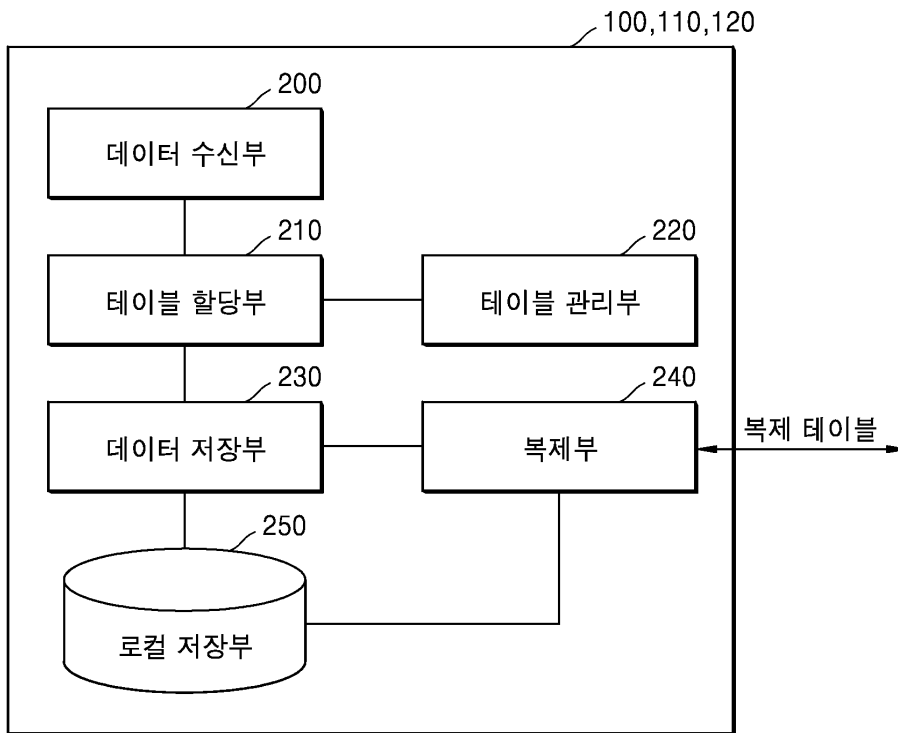 100,110,120
200
데이터 수신부
210
테이블 할당부
220
테이블 관리부
230
데이터 저장부
240
복제부
복제 테이블
250
로컬 저장부